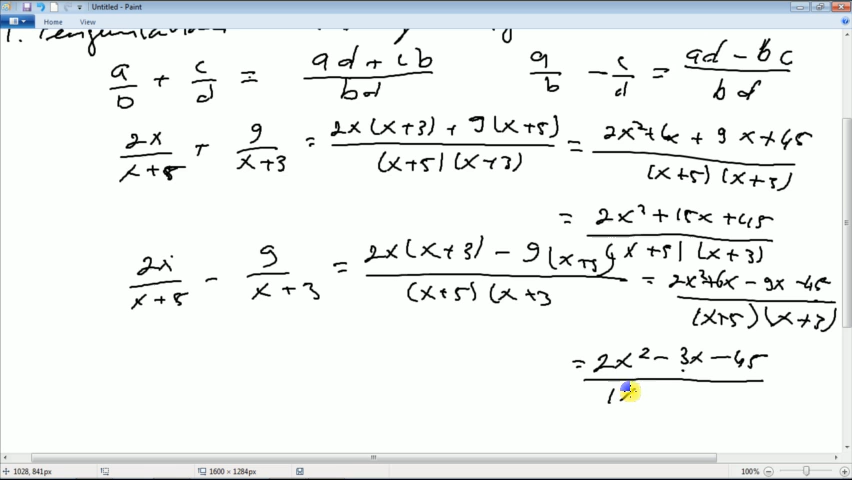 Untitled - Paint
Home View
1.
a/b + c/d = (ad + cb)/bd a/b - c/d = (ad - bc)/bd
2x/(x+5) + 9/(x+3) = (2x(x+3) + 9(x+5))/((x+5)(x+3)) = (2x²+6x + 9x+45)/((x+5)(x+3))
= (2x²+15x+45)/((x+5)(x+3))
2x/(x+5) - 9/(x+3) = (2x(x+3) - 9(x+5))/((x+5)(x+3 = (2x²+6x - 9x - 45)/((x+5)(x+3))
= (2x² - 3x - 45)/(x
1028, 841px 1600 × 1284px 100%